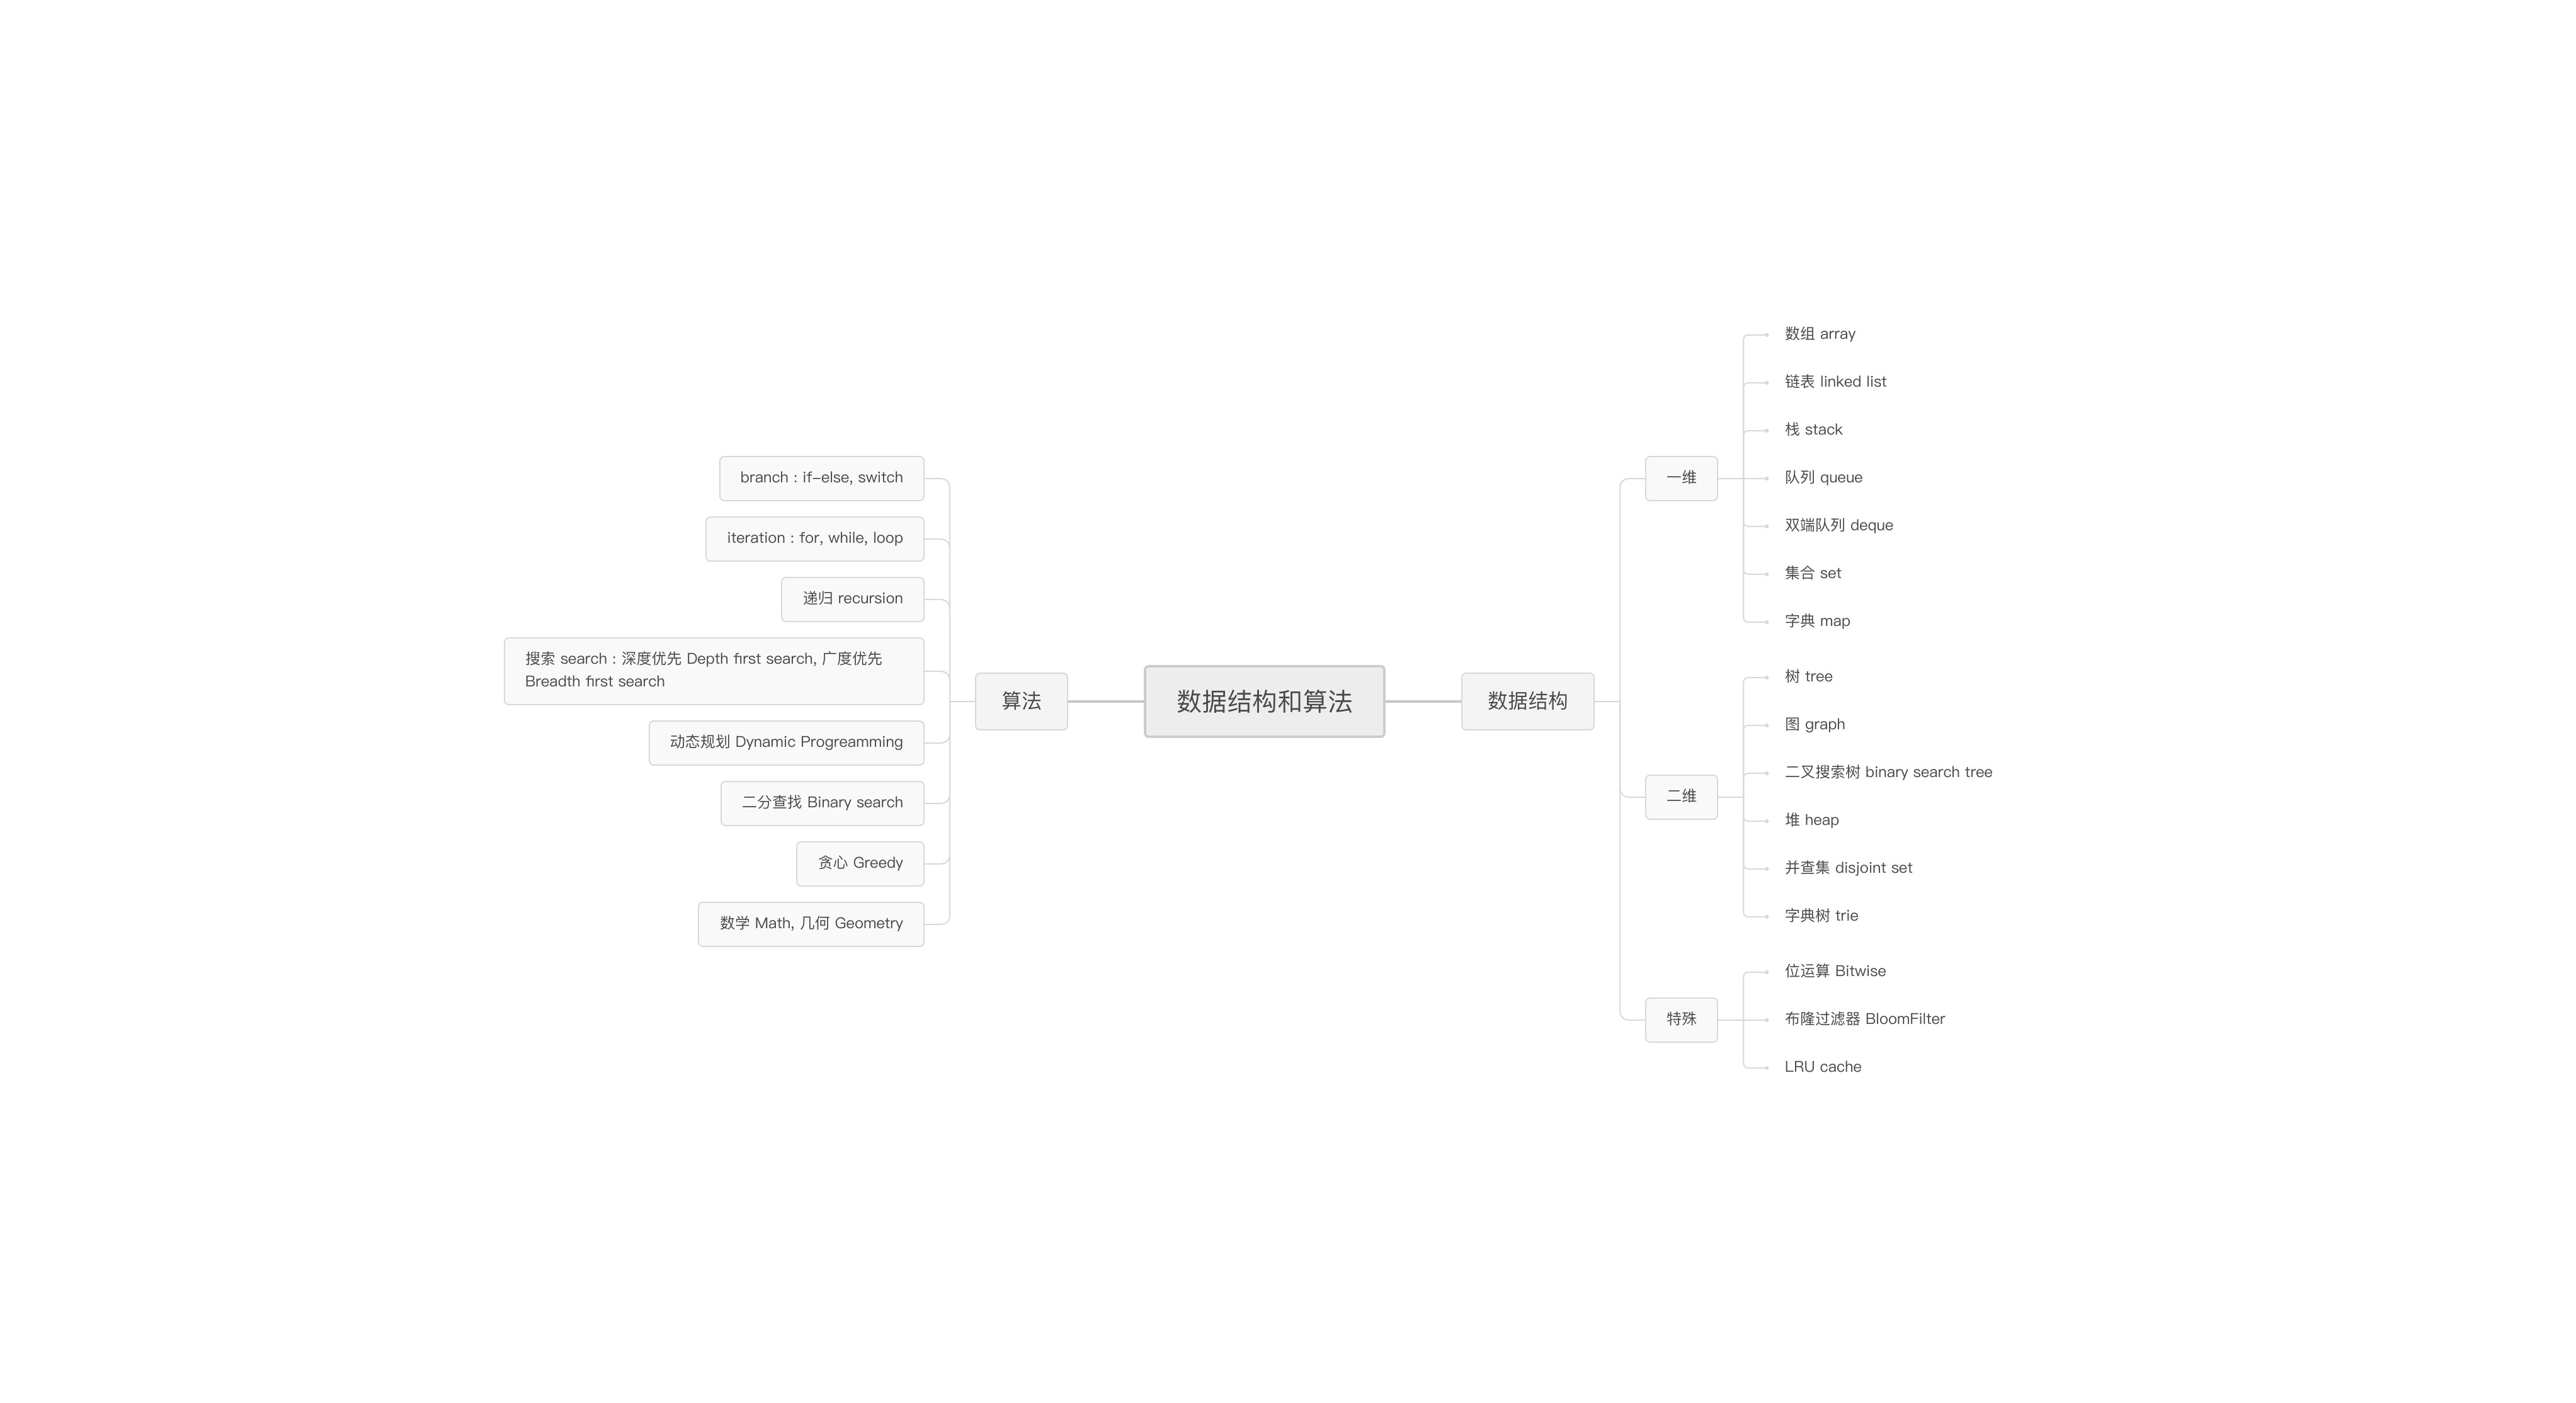 数据结构和算法
算法
branch : if-else, switch
iteration : for, while, loop
递归 recursion
搜索 search : 深度优先 Depth first search, 广度优先
Breadth first search
动态规划 Dynamic Progreamming
二分查找 Binary search
贪心 Greedy
数学 Math, 几何 Geometry
数据结构
一维
数组 array
链表 linked list
栈 stack
队列 queue
双端队列 deque
集合 set
字典 map
二维
树 tree
图 graph
二叉搜索树 binary search tree
堆 heap
并查集 disjoint set
字典树 trie
特殊
位运算 Bitwise
布隆过滤器 BloomFilter
LRU cache